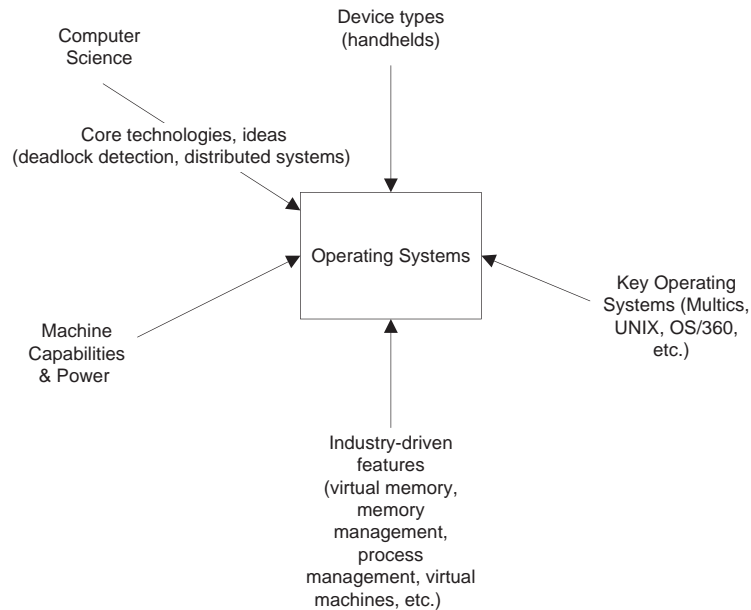 Device types
(handhelds)
Computer
Science
Core technologies, ideas
(deadlock detection, distributed systems)
Operating Systems
Key Operating
Systems (Multics,
UNIX, OS/360,
etc.)
Machine
Capabilities
& Power
Industry-driven
features
(virtual memory,
memory
management,
process
management, virtual
machines, etc.)